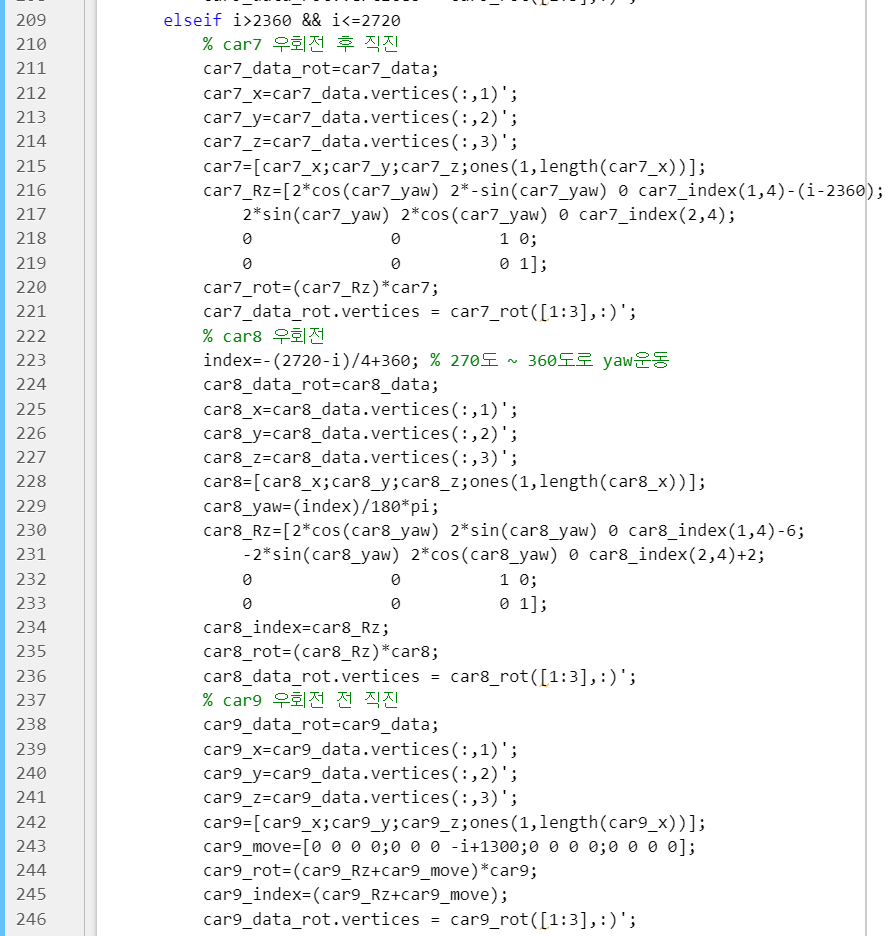 209 elseif i>2360 && i<=2720
210 % car7 우회전 후 직진
211 car7_data_rot=car7_data;
212 car7_x=car7_data.vertices(:,1)';
213 car7_y=car7_data.vertices(:,2)';
214 car7_z=car7_data.vertices(:,3)';
215 car7=[car7_x;car7_y;car7_z;ones(1,length(car7_x))];
216 car7_Rz=[2*cos(car7_yaw) 2*-sin(car7_yaw) 0 car7_index(1,4)-(i-2360);
217 2*sin(car7_yaw) 2*cos(car7_yaw) 0 car7_index(2,4);
218 0 0 1 0;
219 0 0 0 1];
220 car7_rot=(car7_Rz)*car7;
221 car7_data_rot.vertices = car7_rot([1:3],:)';
222 % car8 우회전
223 index=-(2720-i)/4+360; % 270도 ~ 360도로 yaw운동
224 car8_data_rot=car8_data;
225 car8_x=car8_data.vertices(:,1)';
226 car8_y=car8_data.vertices(:,2)';
227 car8_z=car8_data.vertices(:,3)';
228 car8=[car8_x;car8_y;car8_z;ones(1,length(car8_x))];
229 car8_yaw=(index)/180*pi;
230 car8_Rz=[2*cos(car8_yaw) 2*sin(car8_yaw) 0 car8_index(1,4)-6;
231 -2*sin(car8_yaw) 2*cos(car8_yaw) 0 car8_index(2,4)+2;
232 0 0 1 0;
233 0 0 0 1];
234 car8_index=car8_Rz;
235 car8_rot=(car8_Rz)*car8;
236 car8_data_rot.vertices = car8_rot([1:3],:)';
237 % car9 우회전 전 직진
238 car9_data_rot=car9_data;
239 car9_x=car9_data.vertices(:,1)';
240 car9_y=car9_data.vertices(:,2)';
241 car9_z=car9_data.vertices(:,3)';
242 car9=[car9_x;car9_y;car9_z;ones(1,length(car9_x))];
243 car9_move=[0 0 0 0;0 0 0 -i+1300;0 0 0 0;0 0 0 0];
244 car9_rot=(car9_Rz+car9_move)*car9;
245 car9_index=(car9_Rz+car9_move);
246 car9_data_rot.vertices = car9_rot([1:3],:)';